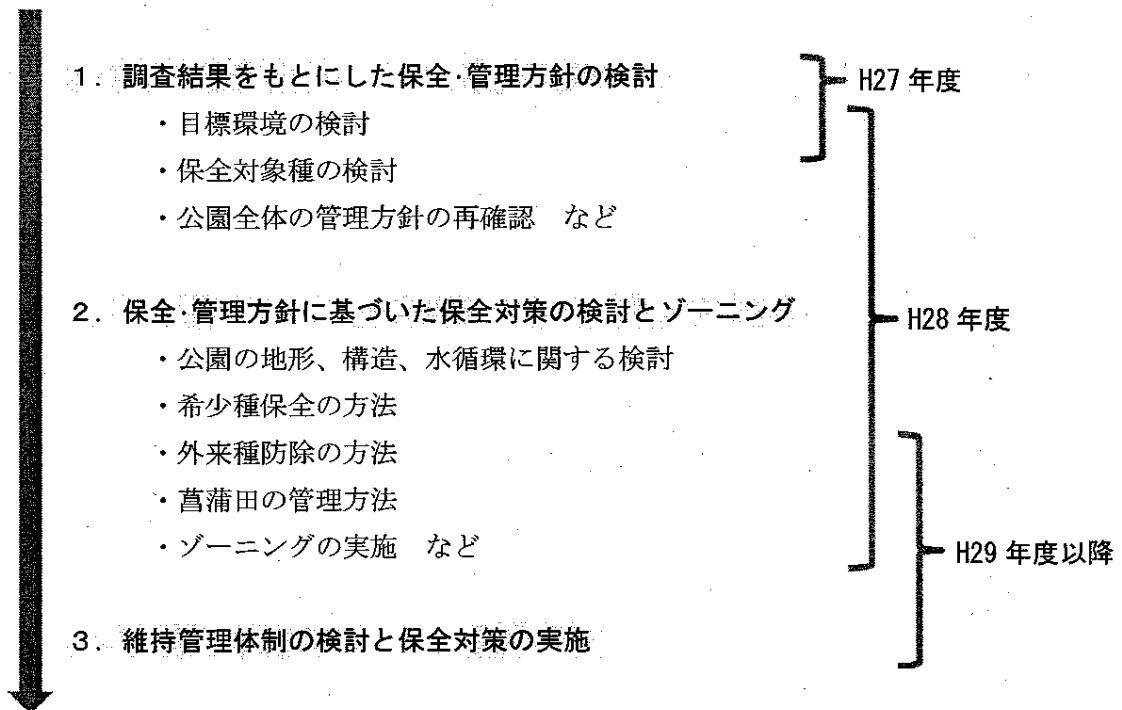 1．調査結果をもとにした保全･管理方針の検討
H27 年度
・目標環境の検討
・保全対象種の検討
・公園全体の管理方針の再確認　など
2．保全･管理方針に基づいた保全対策の検討とゾーニング
H28 年度
・公園の地形、構造、水循環に関する検討
・希少種保全の方法
・外来種防除の方法
・菖蒲田の管理方法
・ゾーニングの実施　など
H29 年度以降
3．維持管理体制の検討と保全対策の実施